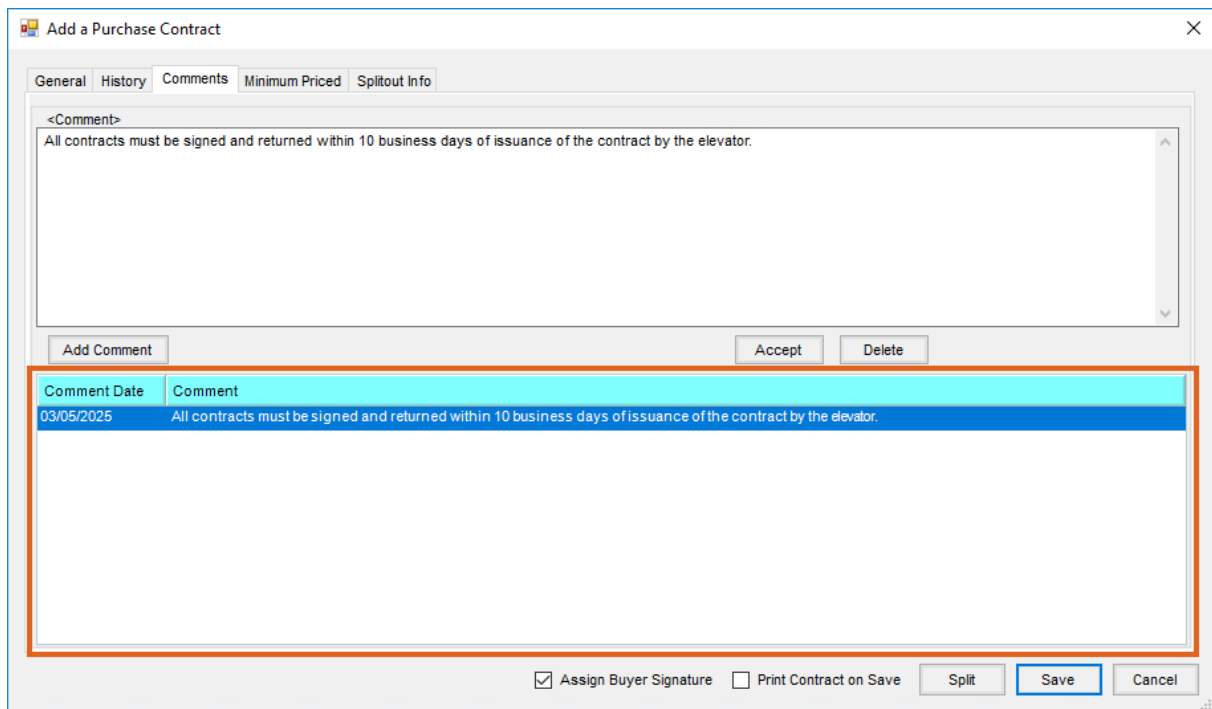 Add a Purchase Contract
General History Comments Minimum Priced Splitout Info
<Comment>
All contracts must be signed and returned within 10 business days of issuance of the contract by the elevator.
Add Comment Accept Delete
Comment Date Comment
03/05/2025 All contracts must be signed and returned within 10 business days of issuance of the contract by the elevator.
Assign Buyer Signature Print Contract on Save Split Save Cancel